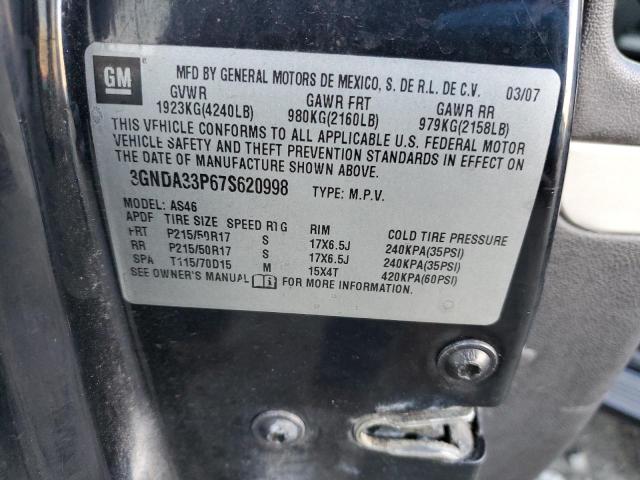 GM
MFD BY GENERAL MOTORS DE MEXICO, S. DE R.L. DE C.V. 03/07
GVWR GAWR FRT GAWR RR
1923KG(4240LB) 980KG(2160LB) 979KG(2158LB)
THIS VEHICLE CONFORMS TO ALL APPLICABLE U.S. FEDERAL MOTOR
VEHICLE SAFETY AND THEFT PREVENTION STANDARDS IN EFFECT ON
THE DATE OF MANUFACTURE SHOWN ABOVE.
3GNDA33P67S620998 TYPE: M.P.V.
MODEL: AS46
APDF TIRE SIZE SPEED RTG RIM COLD TIRE PRESSURE
FRT P215/50R17 S 17X6.5J 240KPA(35PSI)
RR P215/50R17 S 17X6.5J 240KPA(35PSI)
SPA T115/70D15 M 15X4T 420KPA(60PSI)
SEE OWNER'S MANUAL FOR MORE INFORMATION.